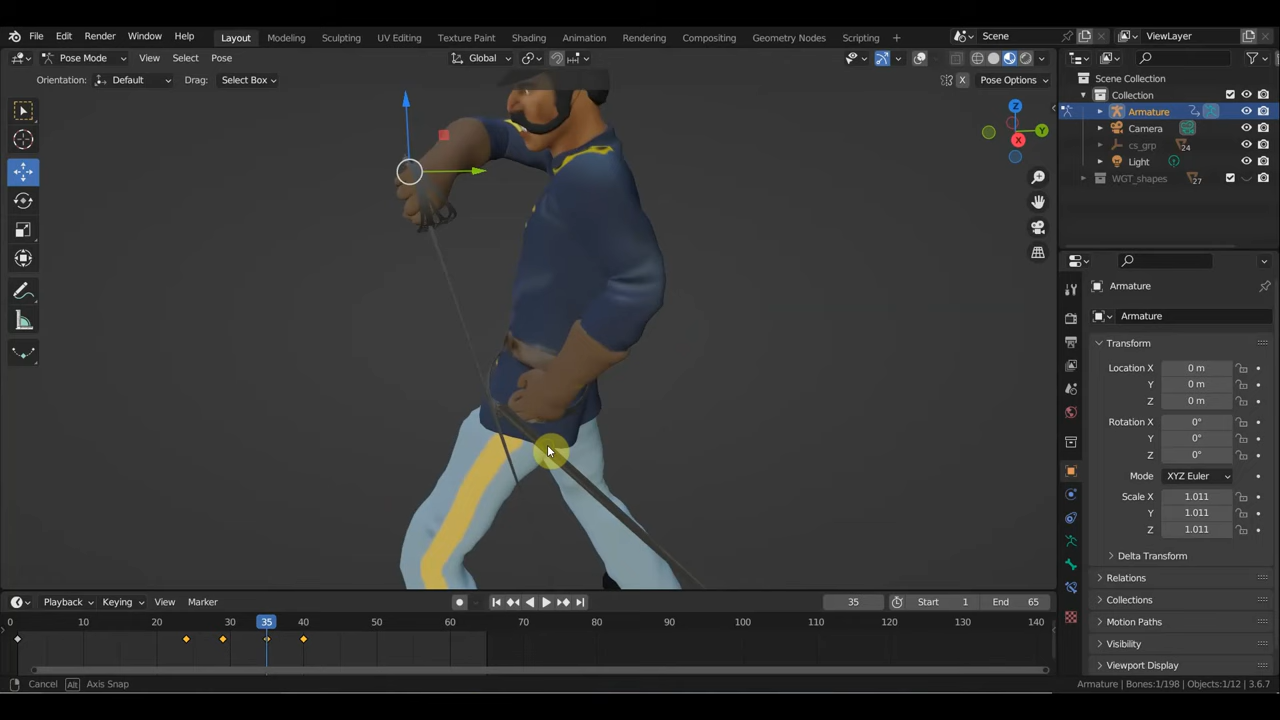 File Edit Render Window Help Layout Modeling Sculpting UV Editing Texture Paint Shading Animation Rendering Compositing Geometry Nodes Scripting + Scene ViewLayer
Pose Mode View Select Pose Global
Orientation: Default Drag: Select Box X Pose Options
Scene Collection
Collection
Armature
Camera
cs_grp 24
Light
WGT_shapes 27
Z
Y
X
Armature
Armature
Transform
Location X 0 m
Y 0 m
Z 0 m
Rotation X 0°
Y 0°
Z 0°
Mode XYZ Euler
Scale X 1.011
Y 1.011
Z 1.011
Delta Transform
Relations
Collections
Motion Paths
Visibility
Viewport Display
Playback Keying View Marker 35 Start 1 End 65
0 10 20 30 35 40 50 60 70 80 90 100 110 120 130 140
Cancel Alt Axis Snap Armature | Bones:1/198 | Objects:1/12 | 3.6.7